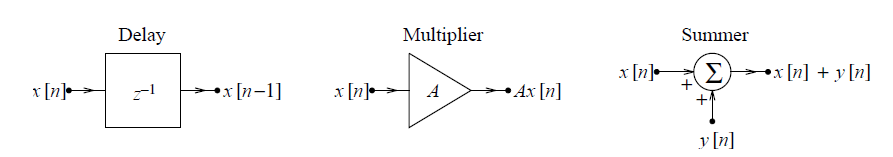 Delay
Multiplier
Summer
x[n]
z⁻¹
x[n−1]
x[n]
A
Ax[n]
x[n]
+
Σ
x[n] + y[n]
+
y[n]